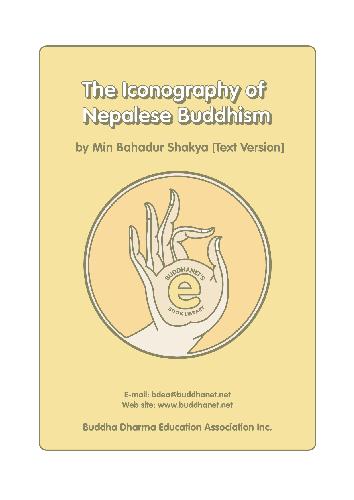 The Iconography of
Nepalese Buddhism
by Min Bahadur Shakya [Text Version]
BUDDHANET'S
e
BOOK LIBRARY
E-mail: bdea@buddhanet.net
Web site: www.buddhanet.net
Buddha Dharma Education Association Inc.